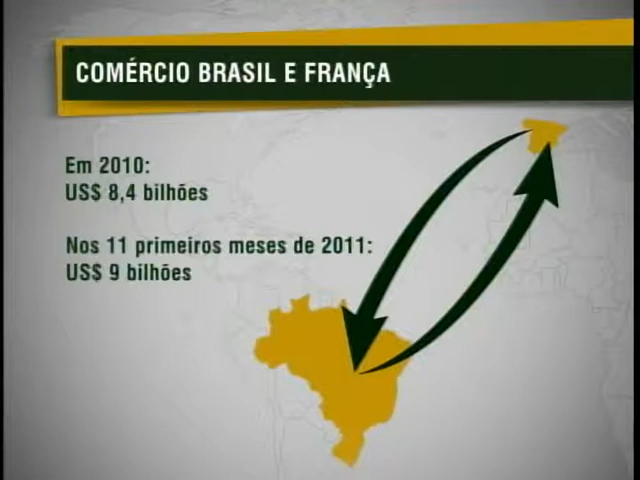 COMÉRCIO BRASIL E FRANÇA
Em 2010:
US$ 8,4 bilhões
Nos 11 primeiros meses de 2011:
US$ 9 bilhões